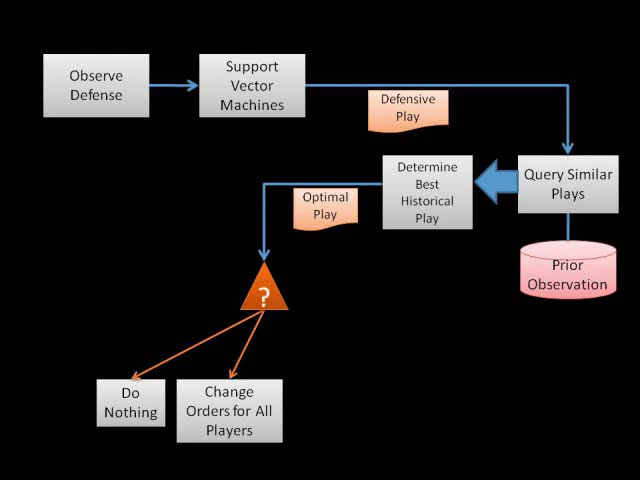 Observe
Defense
Support
Vector
Machines
Defensive
Play
Query Similar
Plays
Determine
Best
Historical
Play
Optimal
Play
Prior
Observation
?
Do
Nothing
Change
Orders for All
Players